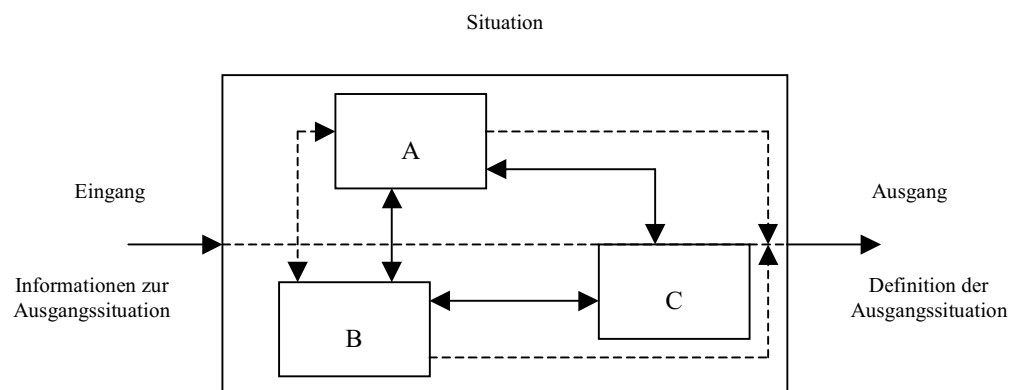 Situation
A
Eingang
Ausgang
Informationen zur
Ausgangssituation
Definition der
Ausgangssituation
C
B